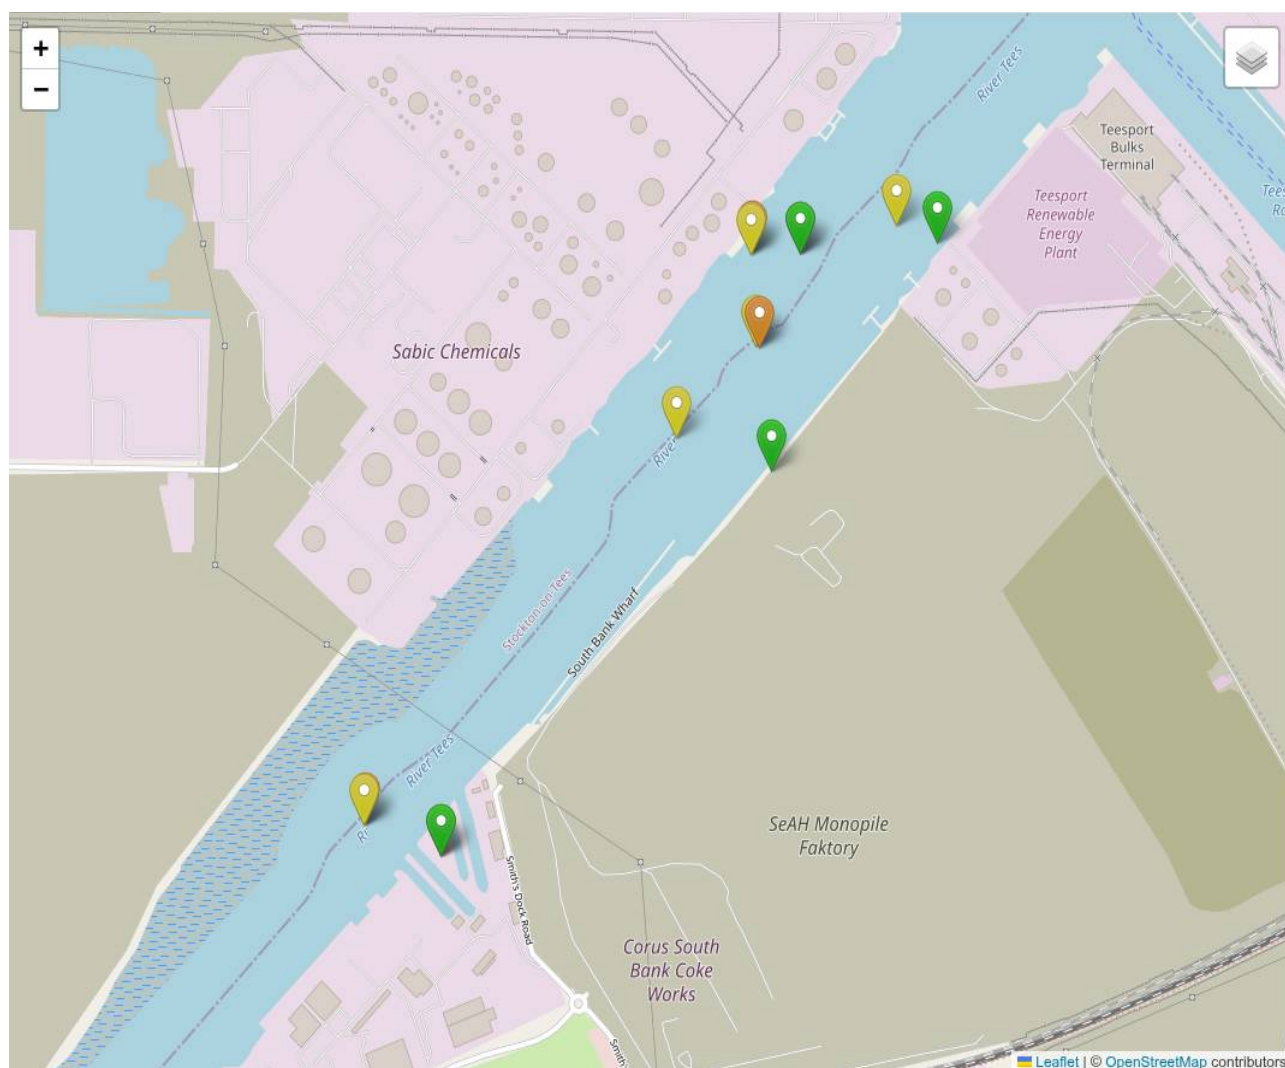 +
−
River Tees
Teesport
Bulks
Terminal
Teesport
Renewable
Energy
Plant
Sabic Chemicals
River
Stockton-on-Tees
South Bank Wharf
River Tees
SeAH Monopile
Faktory
Smith's Dock Road
Corus South
Bank Coke
Works
Smith'
Leaflet | © OpenStreetMap contributors